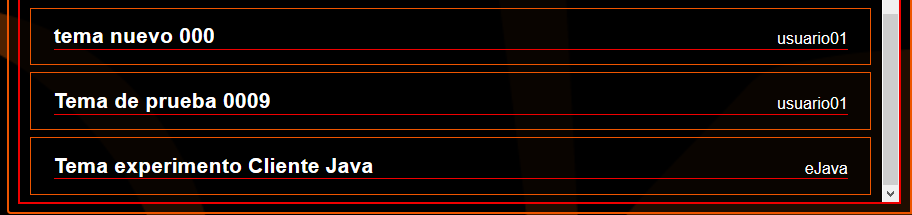 tema nuevo 000
usuario01
Tema de prueba 0009
usuario01
Tema experimento Cliente Java
eJava